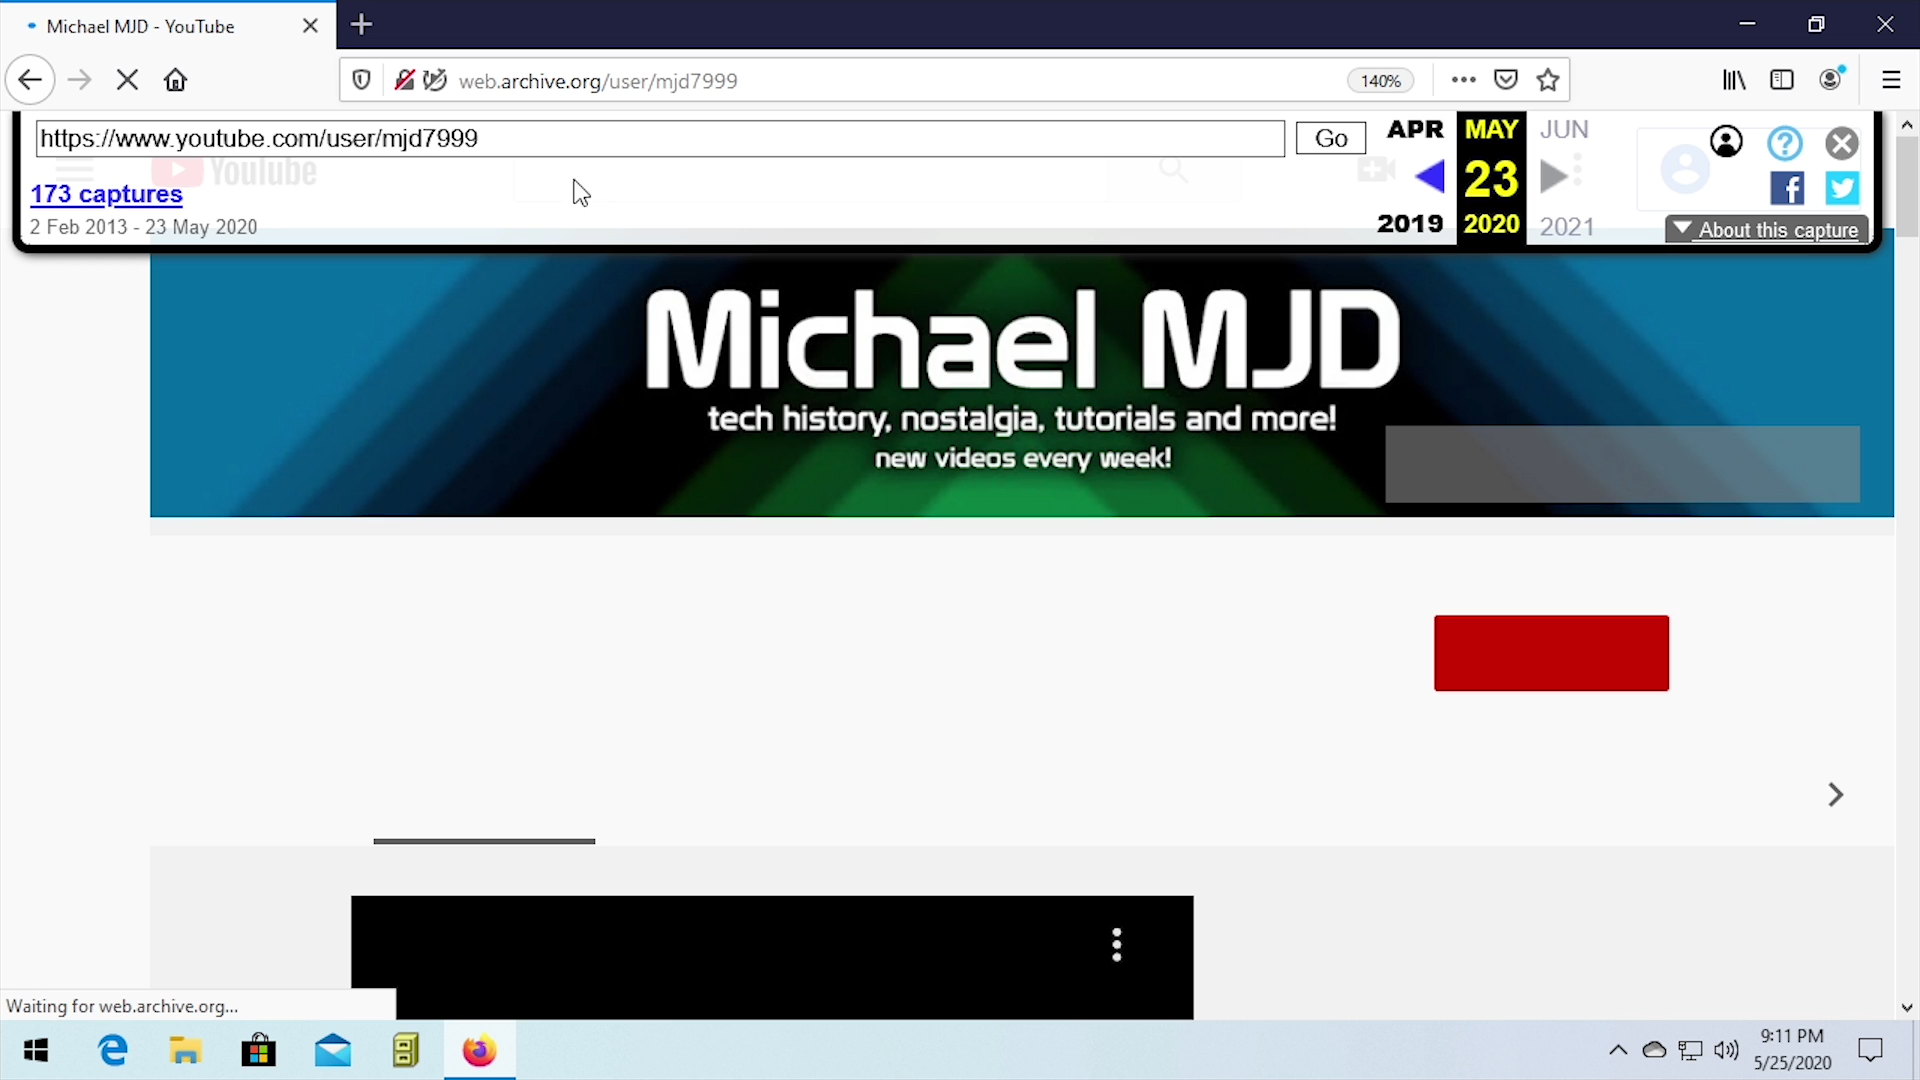 Michael MJD - YouTube
web.archive.org/user/mjd7999
140%
https://www.youtube.com/user/mjd7999
Go
APR
MAY
JUN
YouTube
173 captures
23
2 Feb 2013 - 23 May 2020
2019
2020
2021
f
About this capture
Michael MJD
tech history, nostalgia, tutorials and more!
new videos every week!
Waiting for web.archive.org...
9:11 PM
5/25/2020